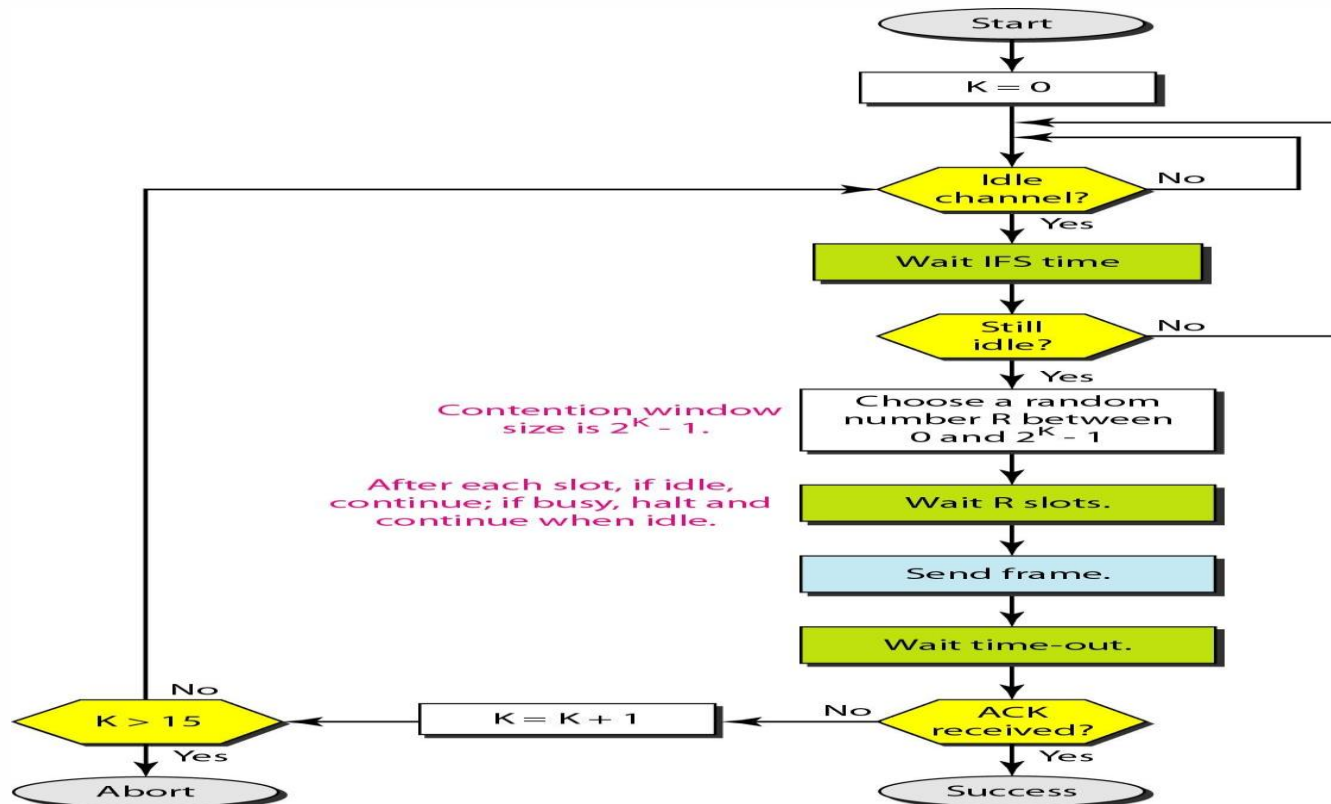 Start
K = 0
Idle
channel?
No
Yes
Wait IFS time
Still
idle?
No
Yes
Contention window
size is 2^K - 1.
Choose a random
number R between
0 and 2^K - 1
After each slot, if idle,
continue; if busy, halt and
continue when idle.
Wait R slots.
Send frame.
Wait time-out.
ACK
received?
No
Yes
K = K + 1
K > 15
No
Yes
Abort
Success